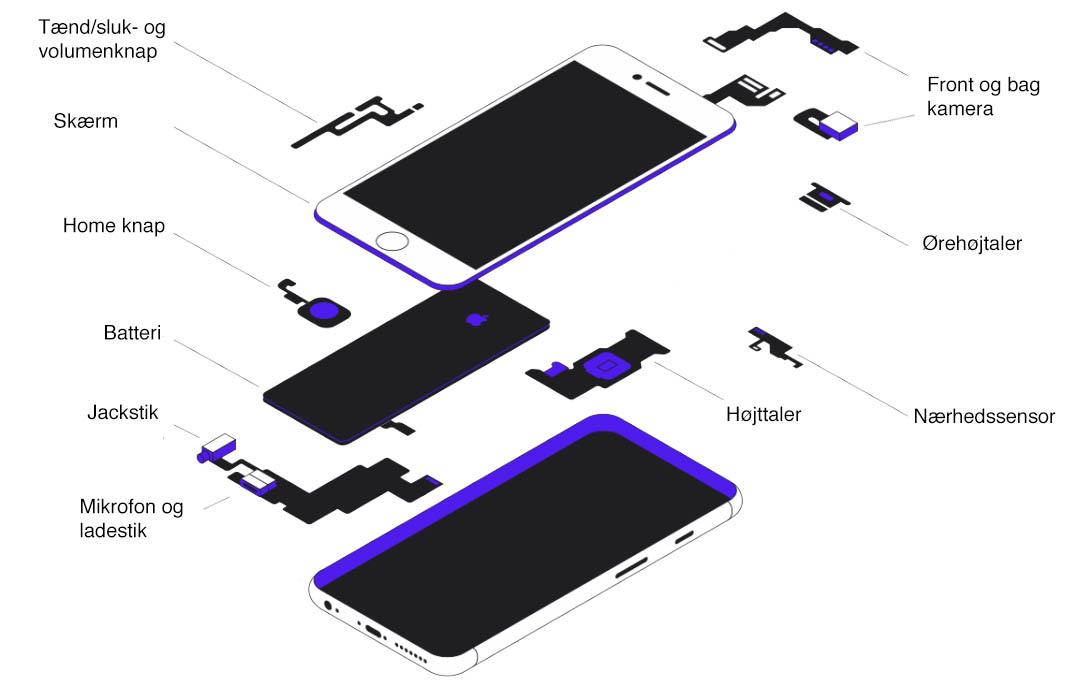 Tænd/sluk- og
volumenknap
Skærm
Home knap
Batteri
Jackstik
Mikrofon og
ladestik
Front og bag
kamera
Ørehøjtaler
Nærhedssensor
Højttaler